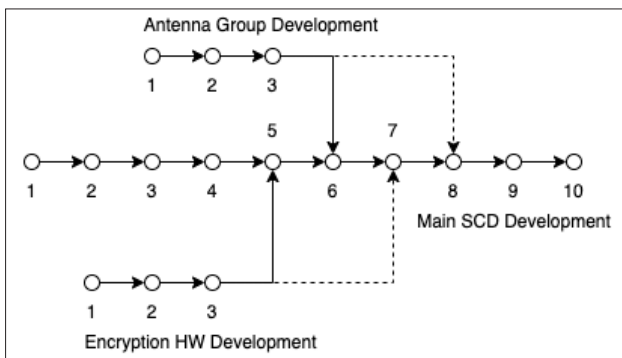 Antenna Group Development
1 2 3
5 7
6
1 2 3 4 8 9 10
Main SCD Development
1 2 3
Encryption HW Development